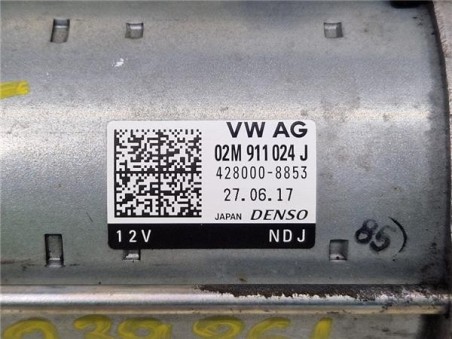 VW AG
02M 911 024 J
428000-8853
27.06.17
JAPAN DENSO
12V NDJ
85